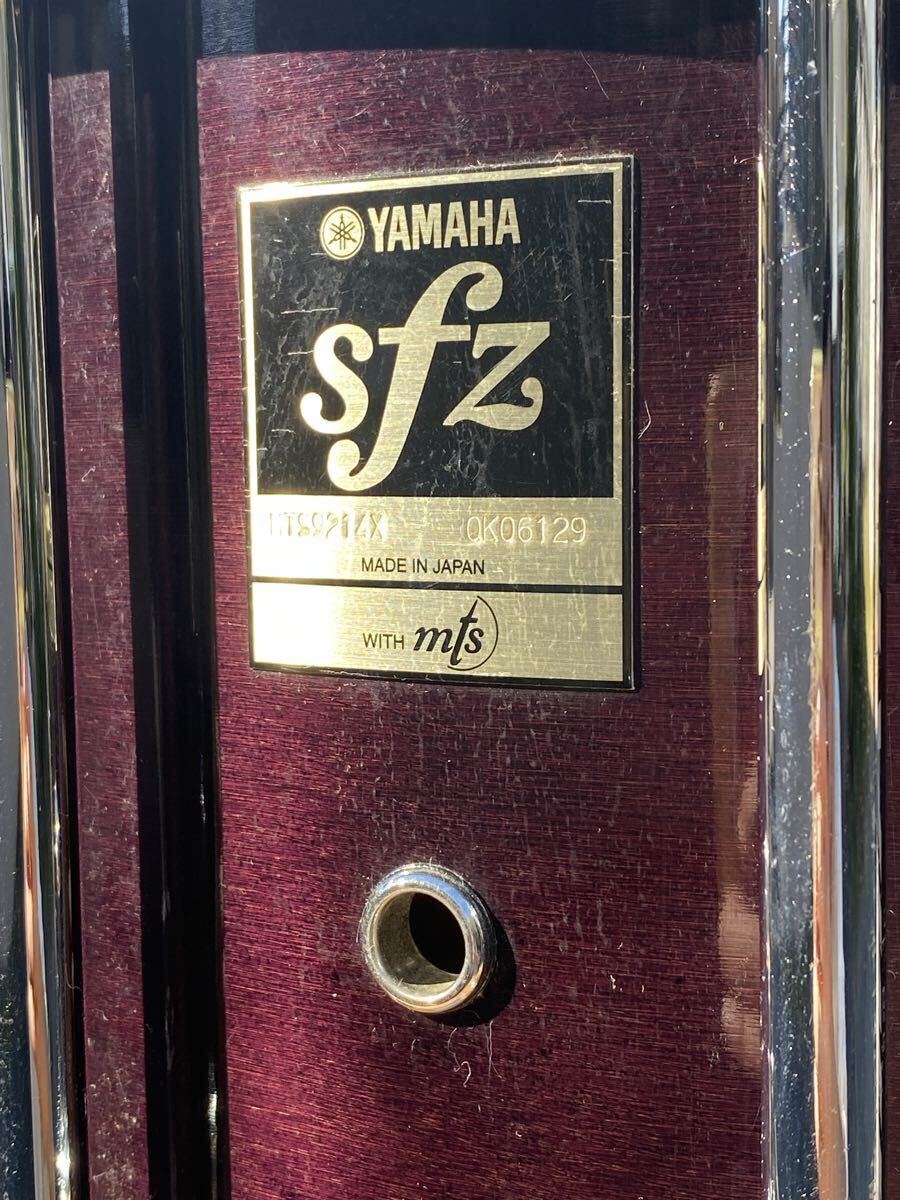 YAMAHA
sfz
MTS9214X QK06129
MADE IN JAPAN
WITH mts